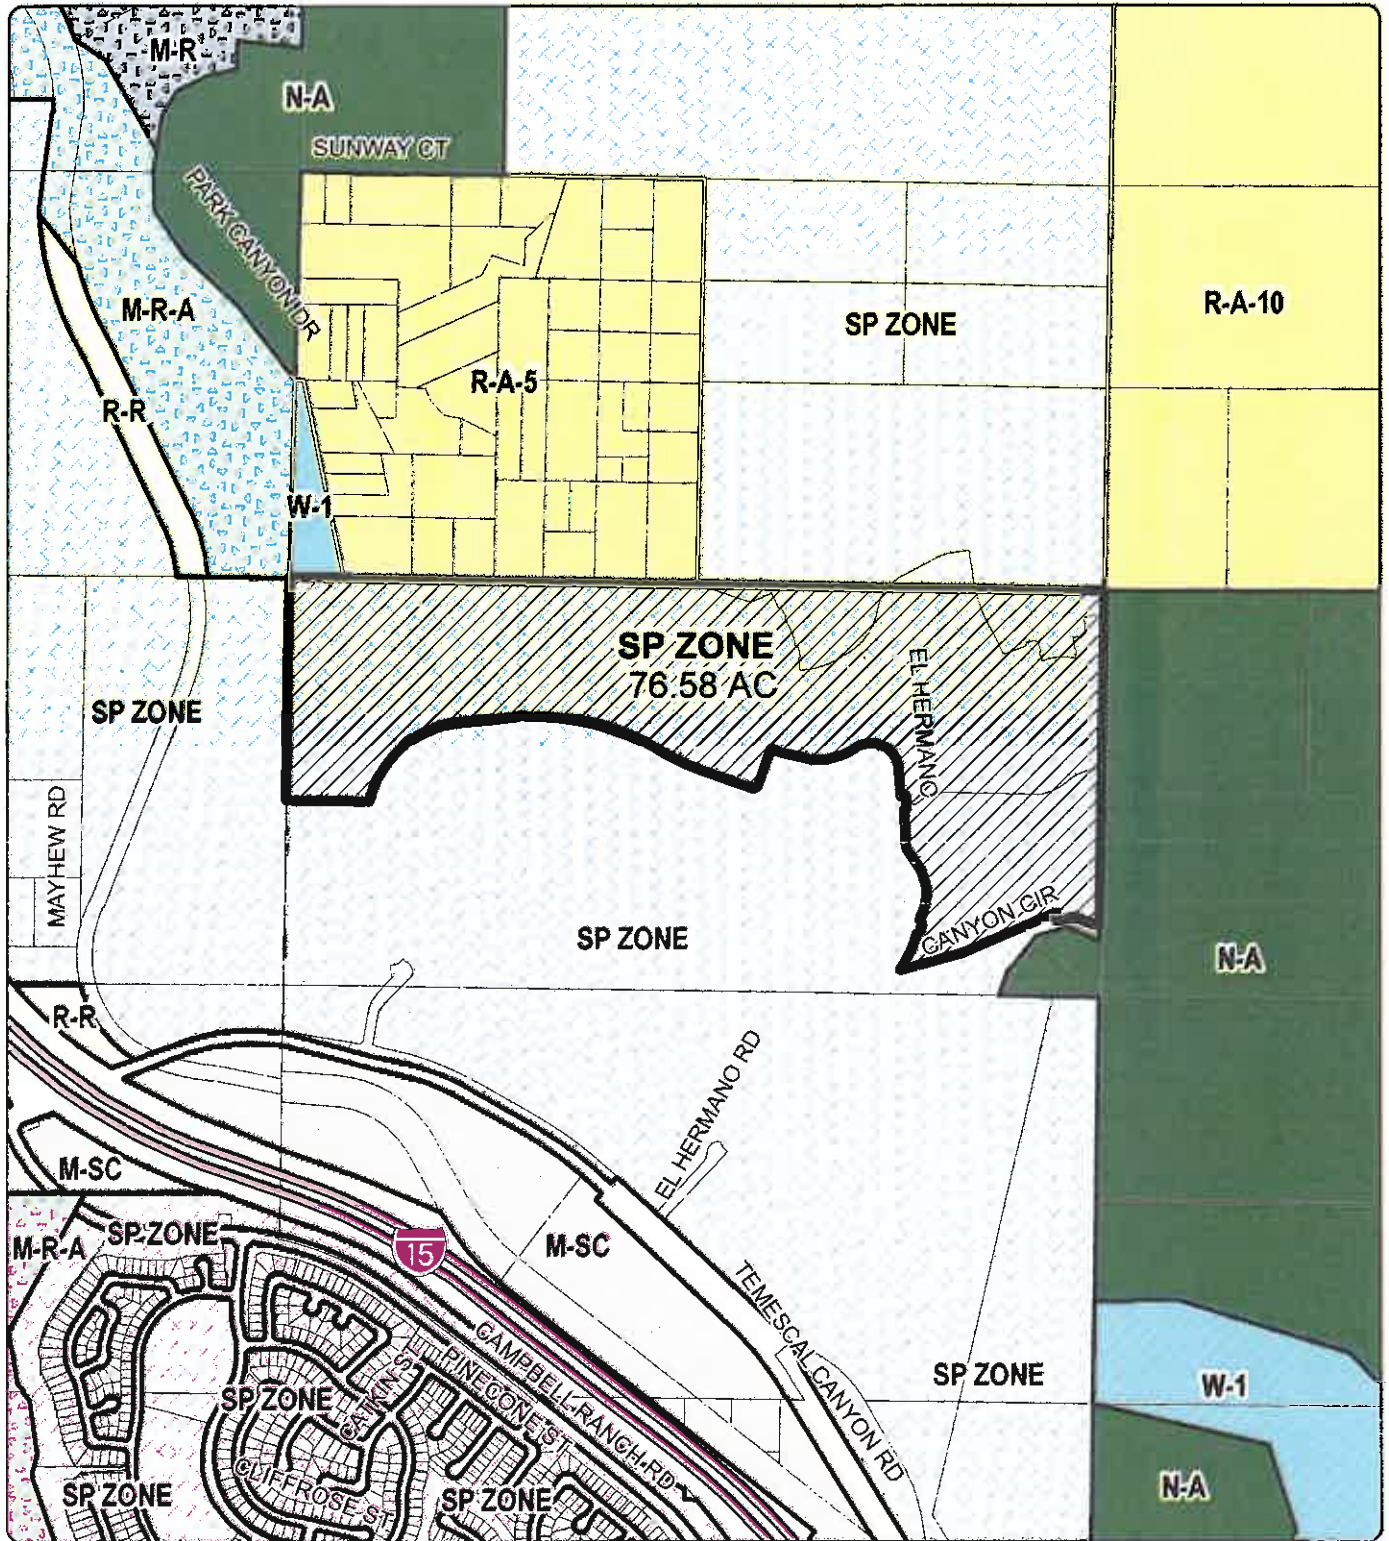 M-R
N-A
SUNWAY CT
PARK CANYON DR
M-R-A
R-A-10
SP ZONE
R-A-5
R-R
W-1
SP ZONE
76.58 AC
EL HERMANO
SP ZONE
MAYHEW RD
CANYON CIR
SP ZONE
N-A
R-R
EL HERMANO RD
M-SC
SP ZONE
M-R-A
15
M-SC
TEMESCAL CANYON RD
CAMPBELL RANCH RD
PINECONE ST
CATKIN S
SP ZONE
SP ZONE
W-1
CLIFFROSE ST
SP ZONE
SP ZONE
N-A